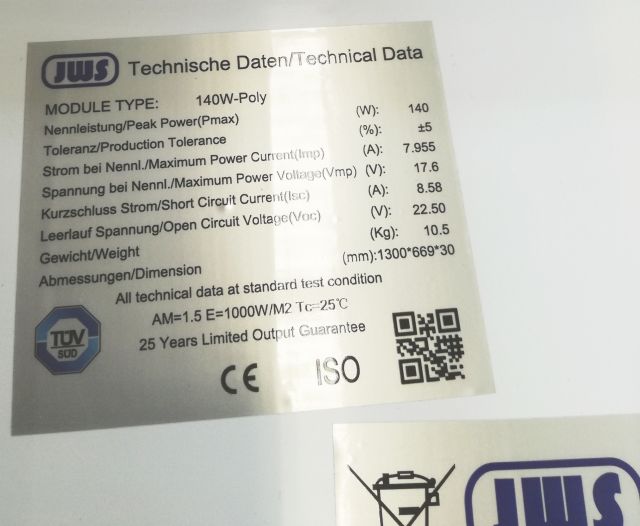 JWS Technische Daten/Technical Data
MODULE TYPE: 140W-Poly
Nennleistung/Peak Power(Pmax) (W): 140
Toleranz/Production Tolerance (%): ±5
Strom bei Nennl./Maximum Power Current(Imp) (A): 7.955
Spannung bei Nennl./Maximum Power Voltage(Vmp) (V): 17.6
Kurzschluss Strom/Short Circuit Current(Isc) (A): 8.58
Leerlauf Spannung/Open Circuit Voltage(Voc) (V): 22.50
Gewicht/Weight (Kg): 10.5
Abmessungen/Dimension (mm):1300*669*30
All technical data at standard test condition
AM=1.5 E=1000W/M2 Tc=25℃
25 Years Limited Output Guarantee
TÜV
SÜD
CE ISO
JWS